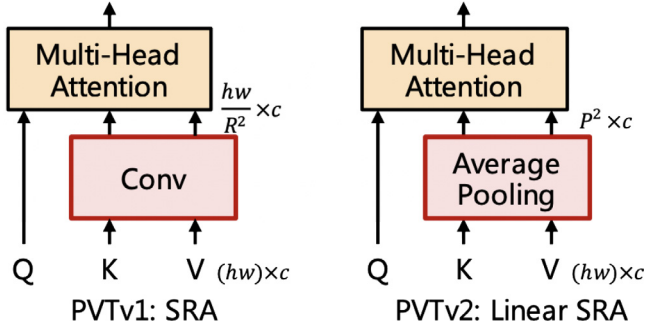 Multi-Head
Attention
hw
R² ×c
Conv
Q K V (hw)×c
PVTv1: SRA
Multi-Head
Attention
P²×c
Average
Pooling
Q K V (hw)×c
PVTv2: Linear SRA